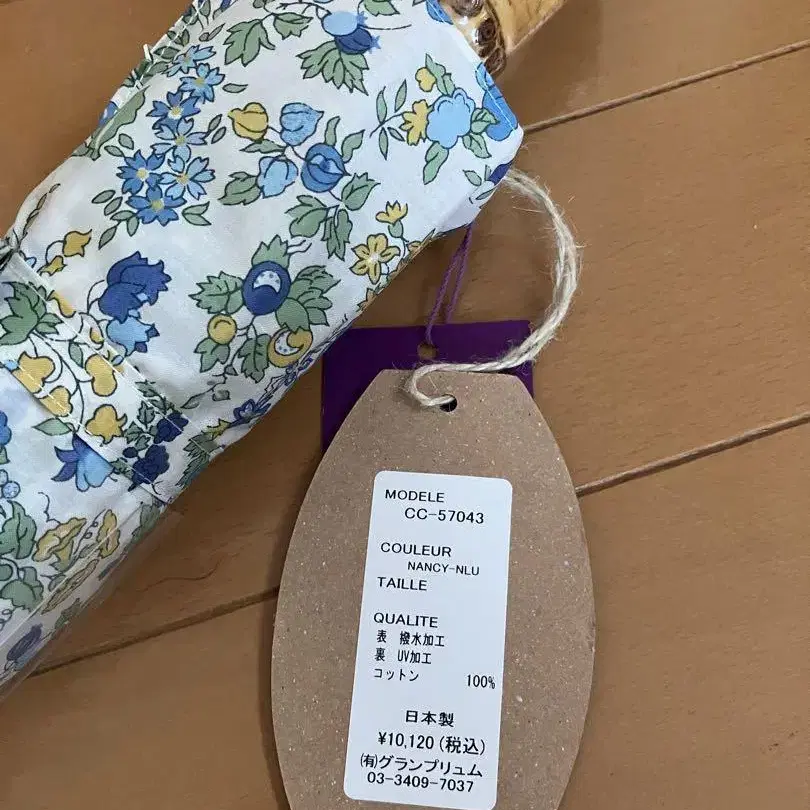 MODELE
CC-57043
COULEUR
NANCY-NLU
TAILLE
QUALITE
表 撥水加工
裏 UV加工
コットン 100%
日本製
¥10,120(税込)
(有)グランプリュム
03-3409-7037